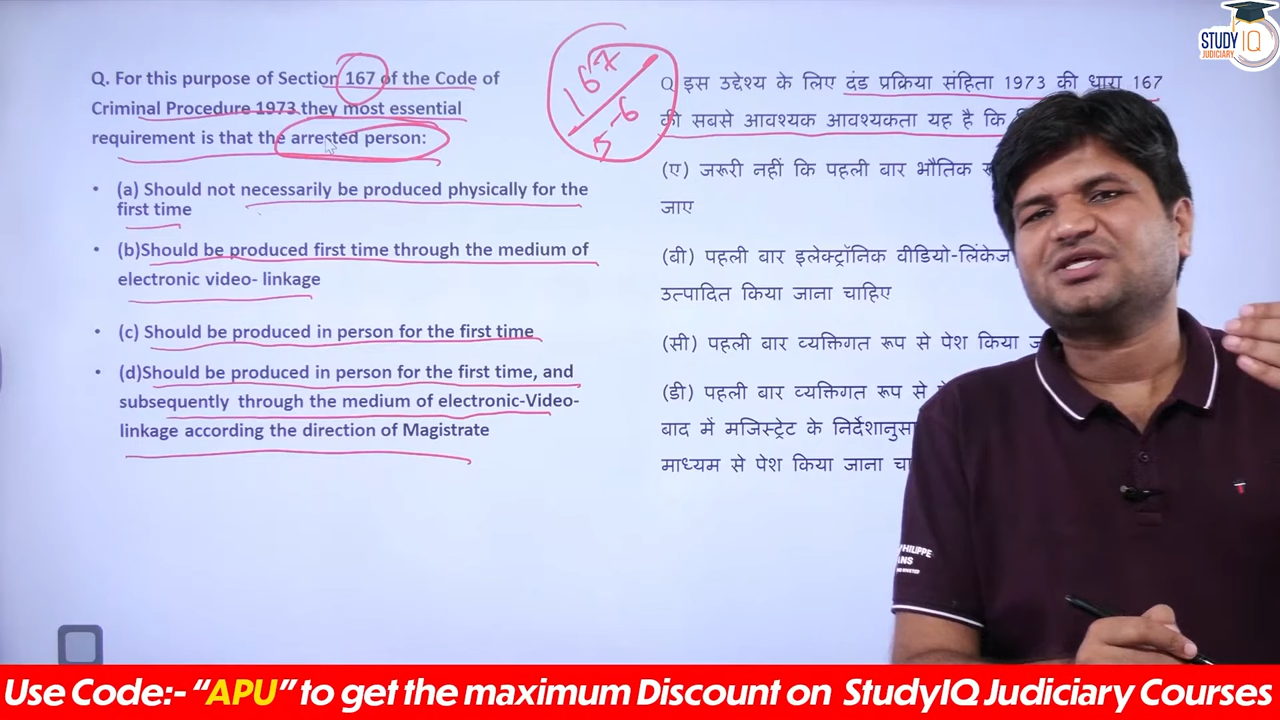 STUDY IQ
JUDICIARY
Q. For this purpose of Section 167 of the Code of
Criminal Procedure 1973 they most essential
requirement is that the arrested person:
• (a) Should not necessarily be produced physically for the
first time
• (b)Should be produced first time through the medium of
electronic video- linkage
• (c) Should be produced in person for the first time
• (d)Should be produced in person for the first time, and
subsequently through the medium of electronic-Video-
linkage according the direction of Magistrate
Q इस उद्देश्य के लिए दंड प्रक्रिया संहिता 1973 की धारा 167
की सबसे आवश्यक आवश्यकता यह है कि
(ए) जरूरी नहीं कि पहली बार भौतिक
जाए
(बी) पहली बार इलेक्ट्रॉनिक वीडियो-लिंकेज
उत्पादित किया जाना चाहिए
(सी) पहली बार व्यक्तिगत रूप से पेश किया
(डी) पहली बार व्यक्तिगत रूप से
बाद में मजिस्ट्रेट के
माध्यम से पेश किया जाना
PHILIPPE
Use Code:- “APU” to get the maximum Discount on StudyIQ Judiciary Courses